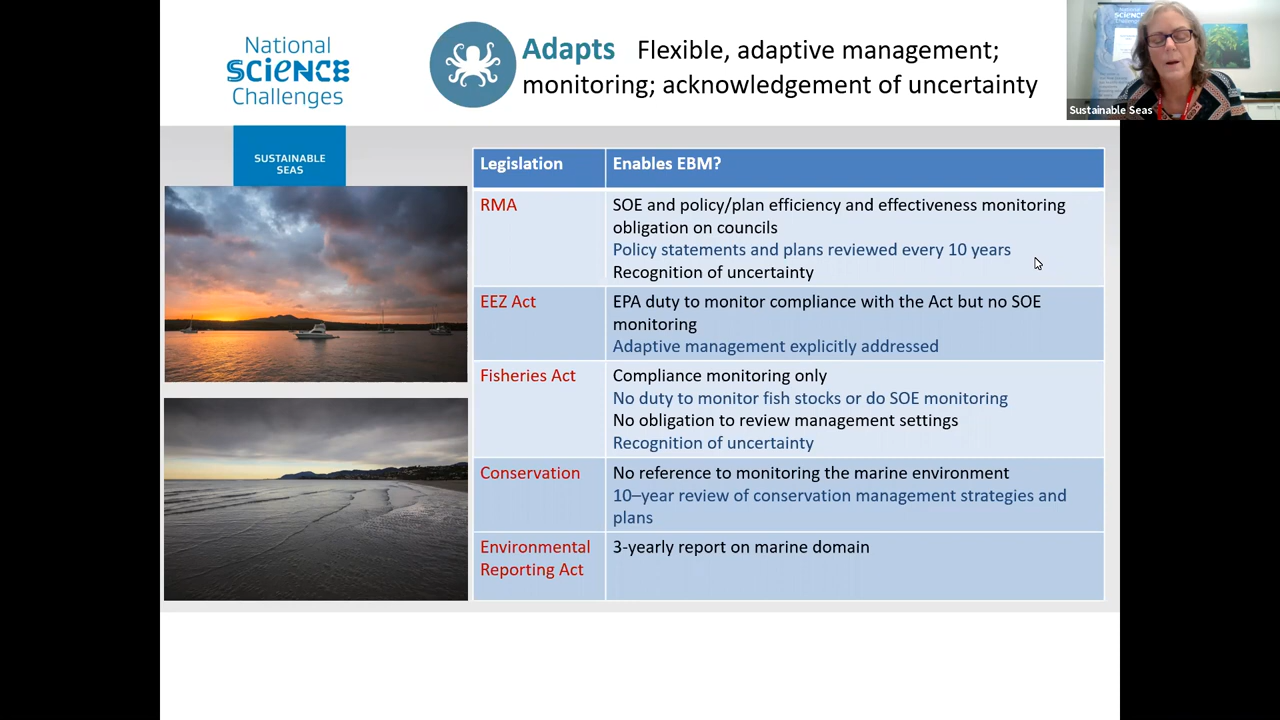 National
SCIENCE
Challenges
SUSTAINABLE
SEAS
Adapts Flexible, adaptive management;
monitoring; acknowledgement of uncertainty
National
SCIENCE
Sustainable Seas
Legislation Enables EBM?
RMA SOE and policy/plan efficiency and effectiveness monitoring
obligation on councils
Policy statements and plans reviewed every 10 years
Recognition of uncertainty
EEZ Act EPA duty to monitor compliance with the Act but no SOE
monitoring
Adaptive management explicitly addressed
Fisheries Act Compliance monitoring only
No duty to monitor fish stocks or do SOE monitoring
No obligation to review management settings
Recognition of uncertainty
Conservation No reference to monitoring the marine environment
10–year review of conservation management strategies and
plans
Environmental 3-yearly report on marine domain
Reporting Act